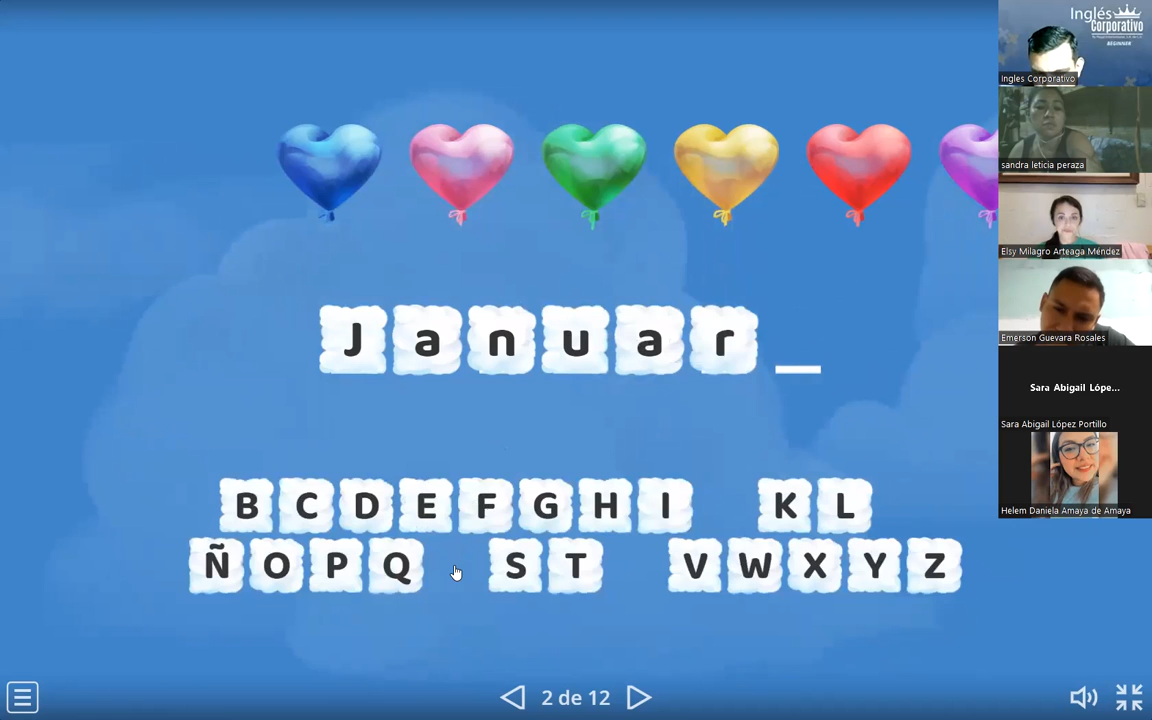 Inglés
Corporativo
BEGINNER
Ingles Corporativo
sandra leticia peraza
Elsy Milagro Arteaga Méndez
Emerson Guevara Rosales
Sara Abigail Lópe...
Sara Abigail López Portillo
Helem Daniela Amaya de Amaya
J a n u a r _
B C D E F G H I K L
Ñ O P Q S T V W X Y Z
2 de 12